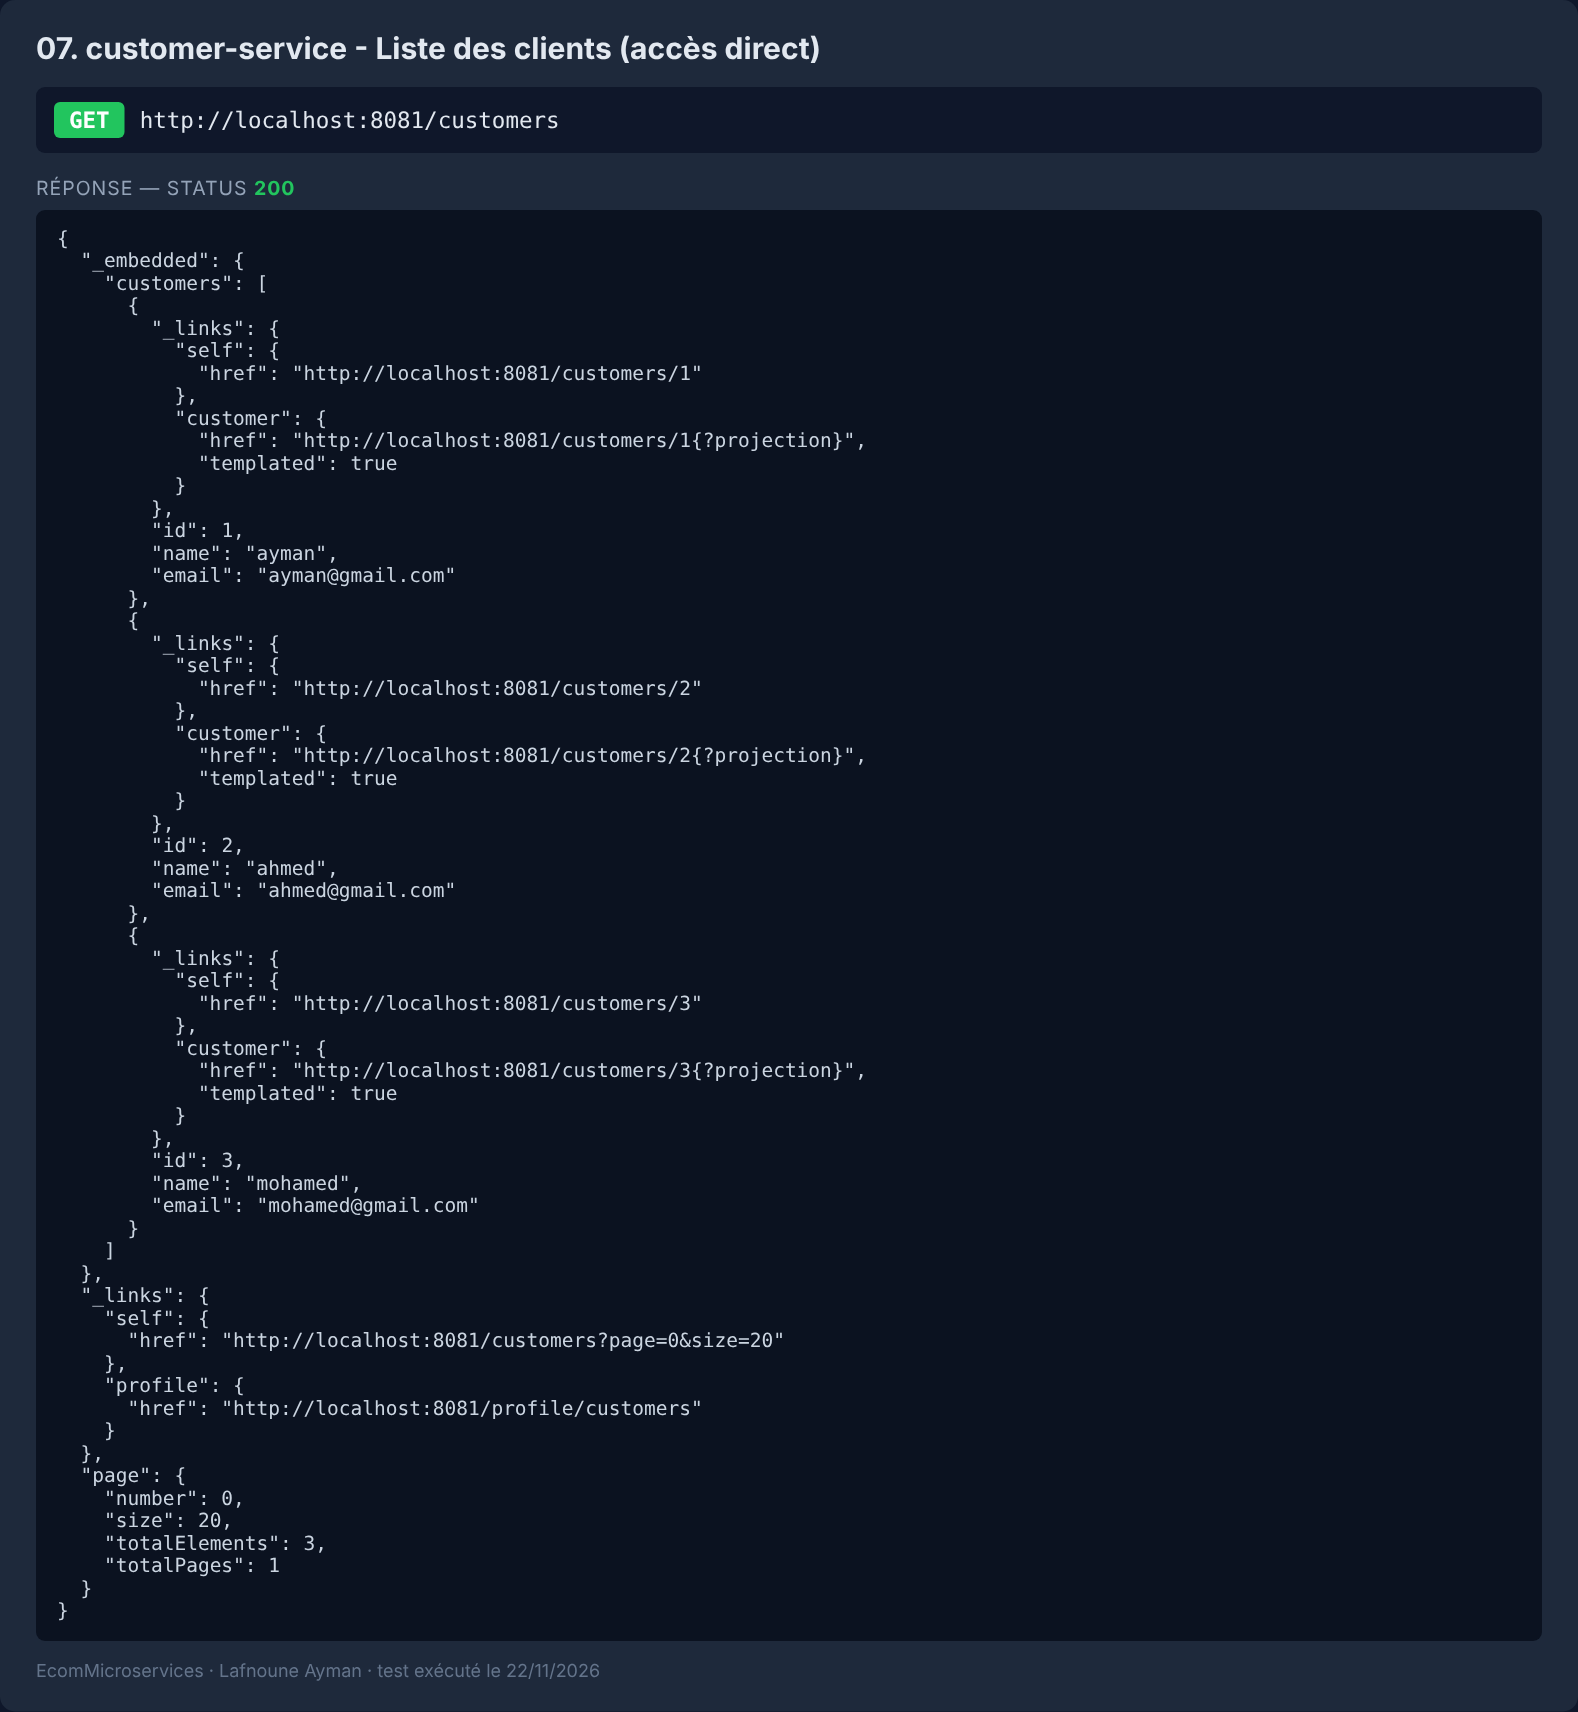 07. customer-service - Liste des clients (accès direct)
GET http://localhost:8081/customers
RÉPONSE — STATUS 200
{
  "_embedded": {
    "customers": [
      {
        "_links": {
          "self": {
            "href": "http://localhost:8081/customers/1"
          },
          "customer": {
            "href": "http://localhost:8081/customers/1{?projection}",
            "templated": true
          }
        },
        "id": 1,
        "name": "ayman",
        "email": "ayman@gmail.com"
      },
      {
        "_links": {
          "self": {
            "href": "http://localhost:8081/customers/2"
          },
          "customer": {
            "href": "http://localhost:8081/customers/2{?projection}",
            "templated": true
          }
        },
        "id": 2,
        "name": "ahmed",
        "email": "ahmed@gmail.com"
      },
      {
        "_links": {
          "self": {
            "href": "http://localhost:8081/customers/3"
          },
          "customer": {
            "href": "http://localhost:8081/customers/3{?projection}",
            "templated": true
          }
        },
        "id": 3,
        "name": "mohamed",
        "email": "mohamed@gmail.com"
      }
    ]
  },
  "_links": {
    "self": {
      "href": "http://localhost:8081/customers?page=0&size=20"
    },
    "profile": {
      "href": "http://localhost:8081/profile/customers"
    }
  },
  "page": {
    "number": 0,
    "size": 20,
    "totalElements": 3,
    "totalPages": 1
  }
}
EcomMicroservices · Lafnoune Ayman · test exécuté le 22/11/2026